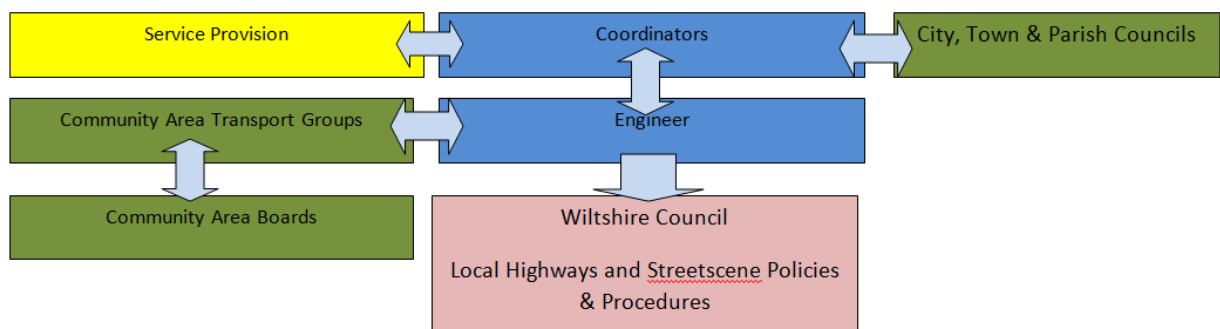 Service Provision
Coordinators
City, Town & Parish Councils
Community Area Transport Groups
Engineer
Community Area Boards
Wiltshire Council
Local Highways and Streetscene Policies
& Procedures